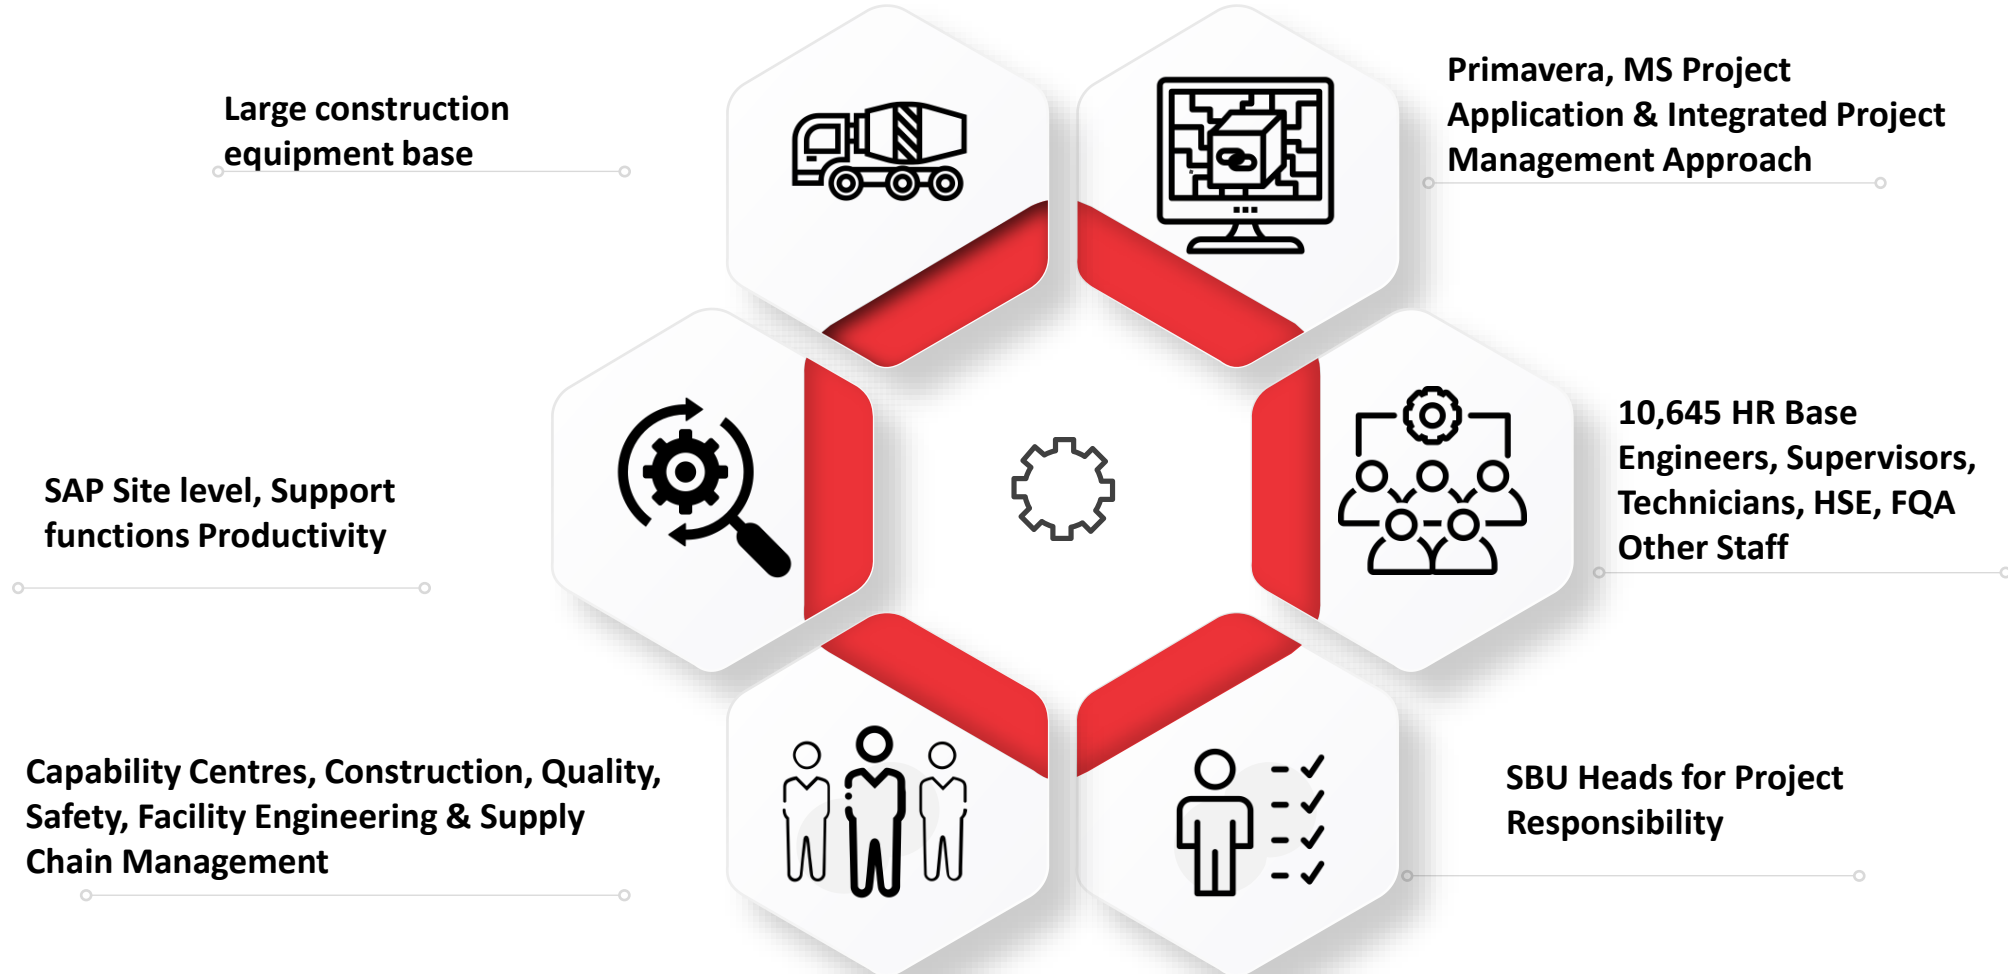 Large construction
equipment base
Primavera, MS Project
Application & Integrated Project
Management Approach
SAP Site level, Support
functions Productivity
10,645 HR Base
Engineers, Supervisors,
Technicians, HSE, FQA
Other Staff
Capability Centres, Construction, Quality,
Safety, Facility Engineering & Supply
Chain Management
SBU Heads for Project
Responsibility